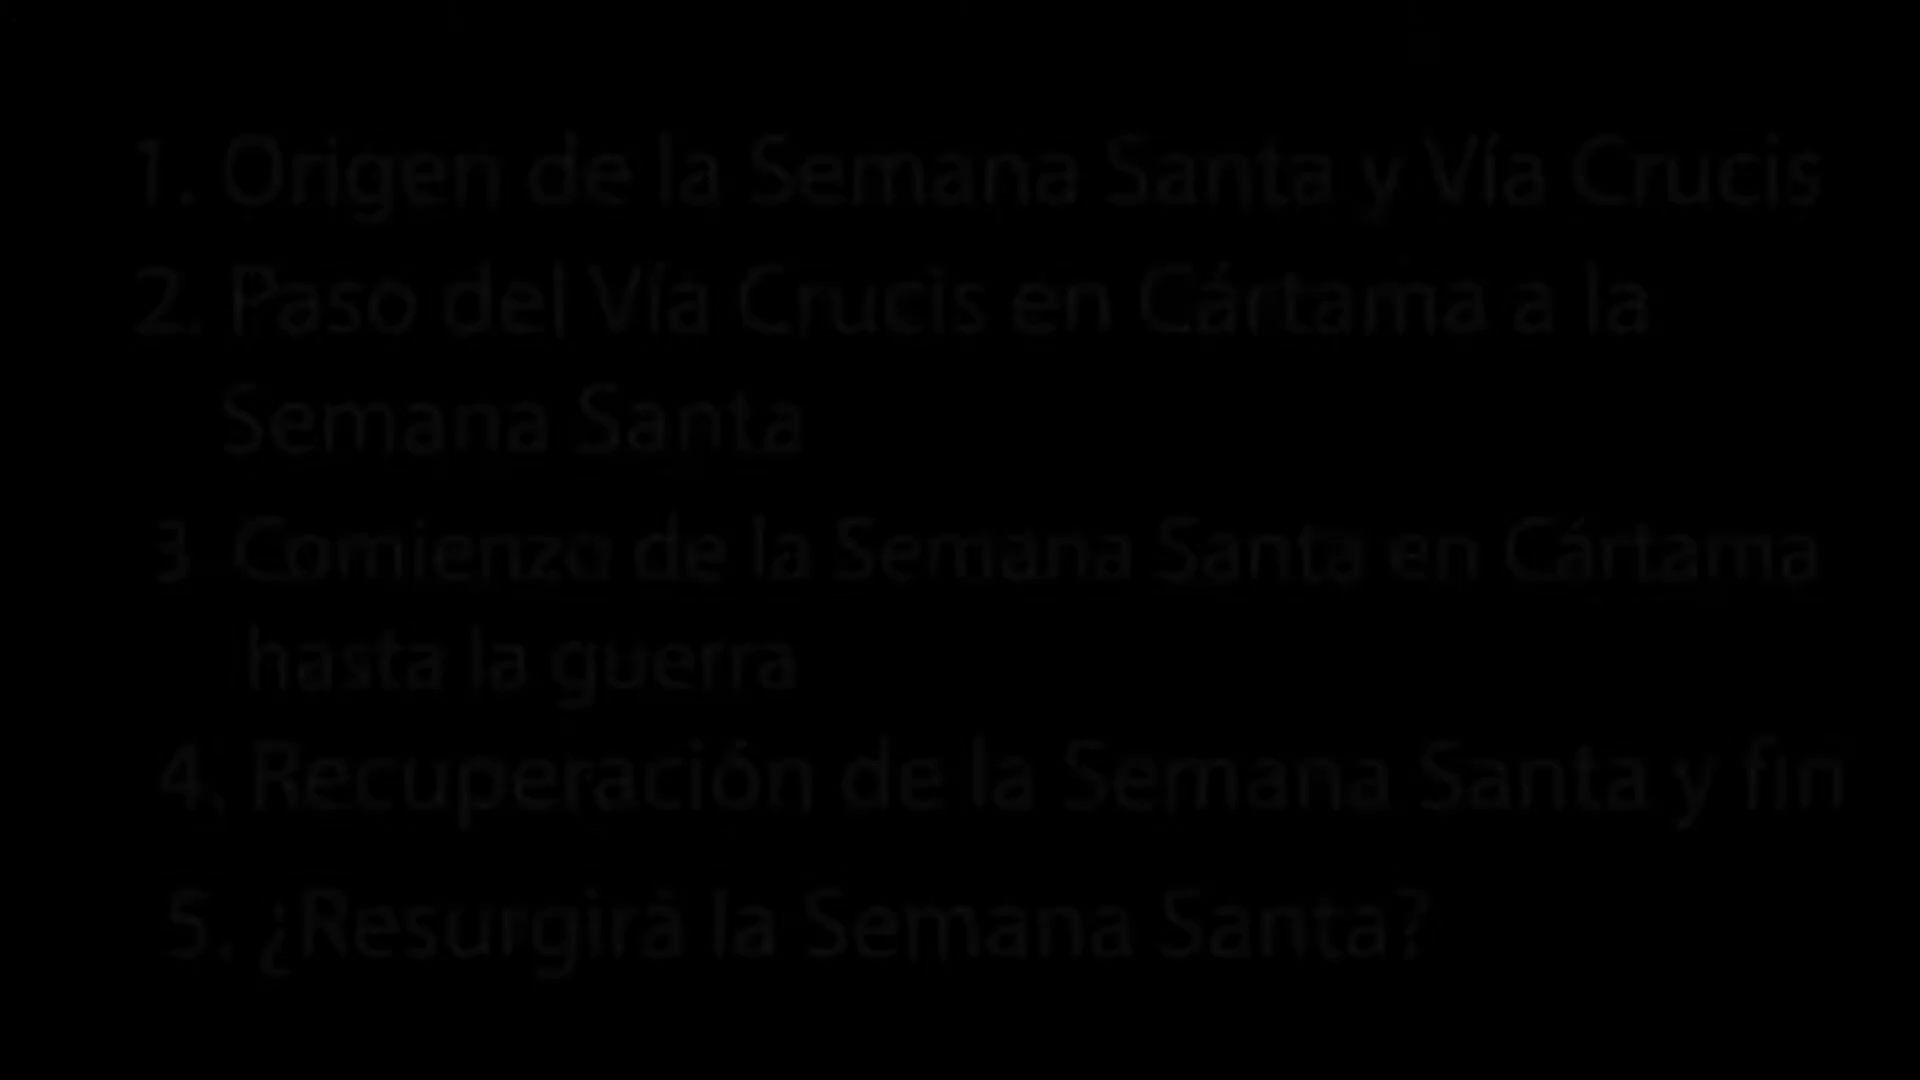 1. Origen de la Semana Santa y Vía Crucis
2. Paso del Vía Crucis en Cártama a la
Semana Santa
3 Comienzo de la Semana Santa en Cártama
hasta la guerra
4. Recuperación de la Semana Santa y fin
5. ¿Resurgirá la Semana Santa?